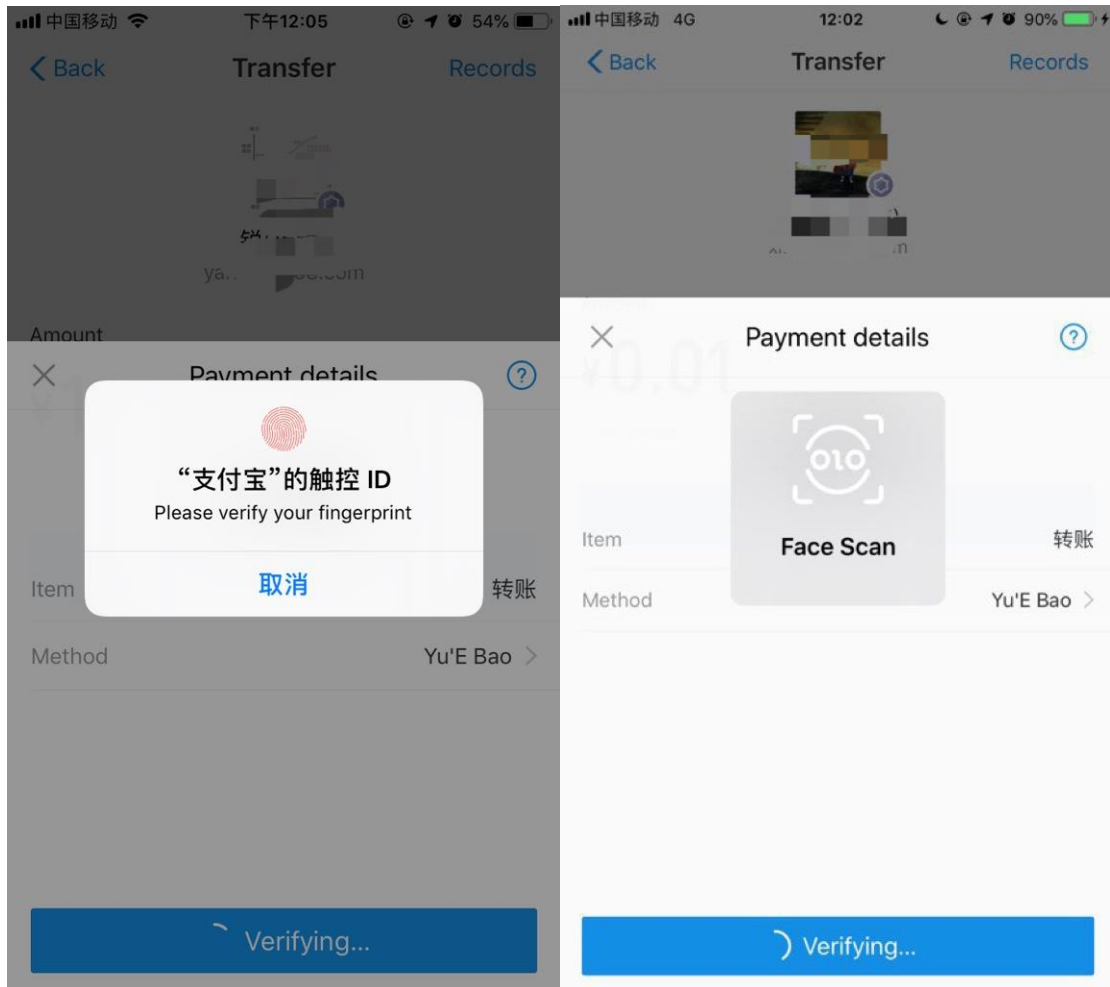 中国移动 下午12:05 54%
Back Transfer Records
Amount
Payment details ?
“支付宝”的触控 ID
Please verify your fingerprint
取消
Item 转账
Method Yu'E Bao
Verifying...
中国移动 4G 12:02 90%
Back Transfer Records
Payment details ?
¥0.01
Face Scan
Item 转账
Method Yu'E Bao
Verifying...